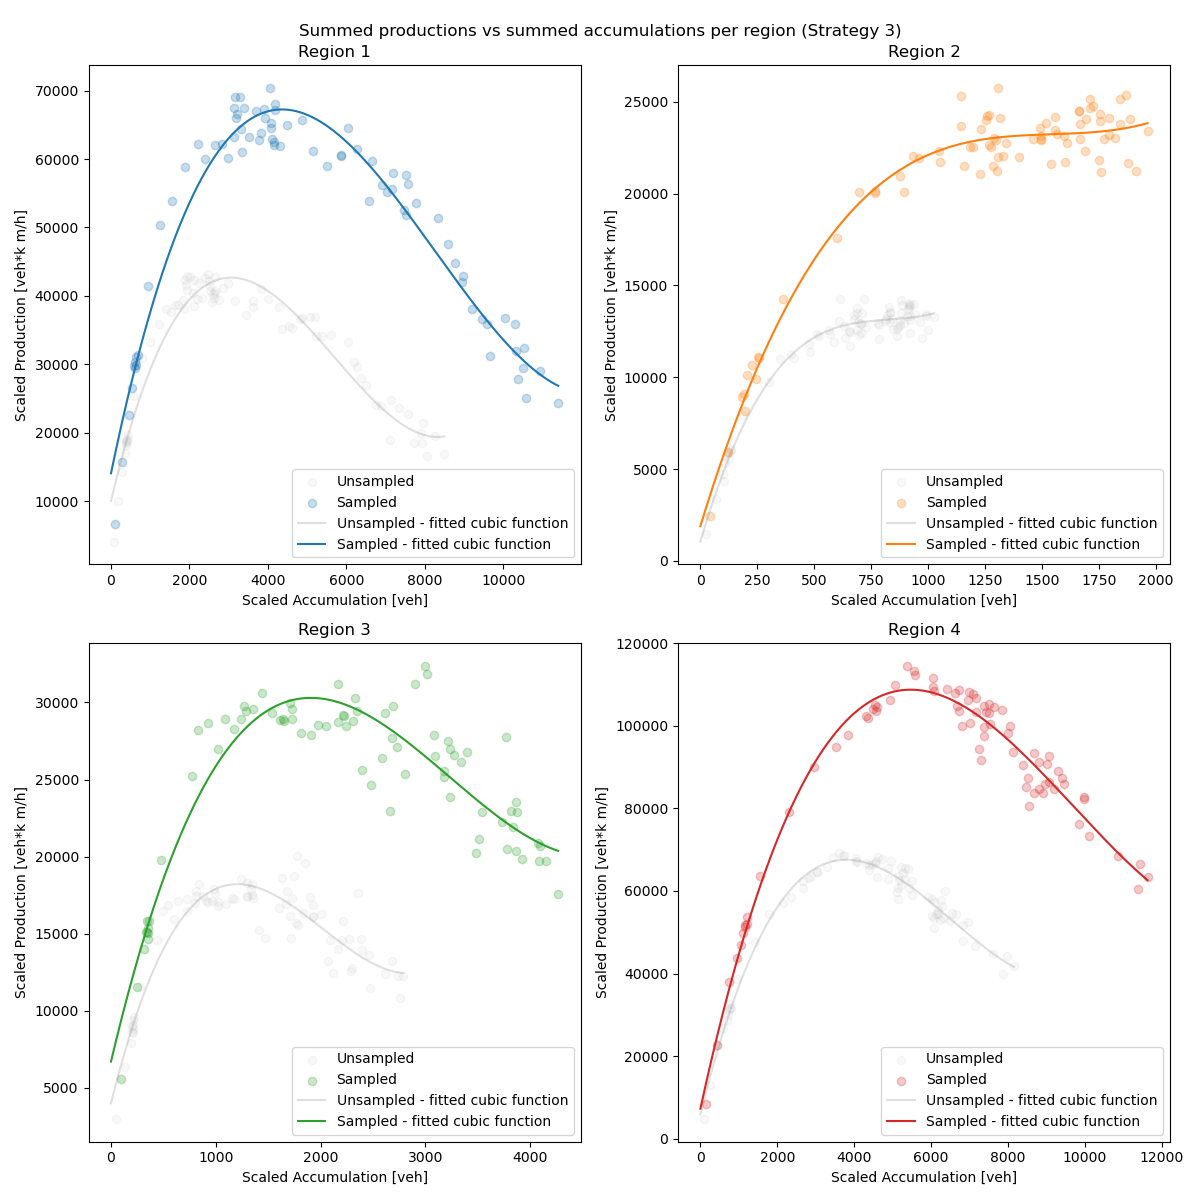 Summed productions vs summed accumulations per region (Strategy 3)
Region 1
Scaled Production [veh*k m/h]
70000
60000
50000
40000
30000
20000
10000
0
2000
4000
6000
8000
10000
Scaled Accumulation [veh]
Unsampled
Sampled
Unsampled - fitted cubic function
Sampled - fitted cubic function
Region 2
Scaled Production [veh*k m/h]
25000
20000
15000
10000
5000
0
0
250
500
750
1000
1250
1500
1750
2000
Scaled Accumulation [veh]
Unsampled
Sampled
Unsampled - fitted cubic function
Sampled - fitted cubic function
Region 3
Scaled Production [veh*k m/h]
30000
25000
20000
15000
10000
5000
0
1000
2000
3000
4000
Scaled Accumulation [veh]
Unsampled
Sampled
Unsampled - fitted cubic function
Sampled - fitted cubic function
Region 4
Scaled Production [veh*k m/h]
120000
100000
80000
60000
40000
20000
0
0
2000
4000
6000
8000
10000
12000
Scaled Accumulation [veh]
Unsampled
Sampled
Unsampled - fitted cubic function
Sampled - fitted cubic function